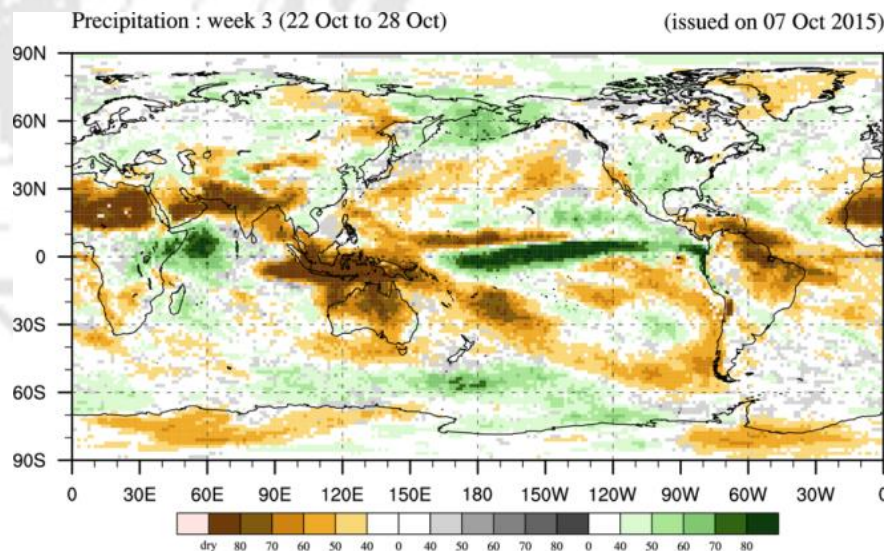 Precipitation : week 3 (22 Oct to 28 Oct) (issued on 07 Oct 2015)
90N
60N
30N
0
30S
60S
90S
0 30E 60E 90E 120E 150E 180 150W 120W 90W 60W 30W 0
dry 80 70 60 50 40 0 40 50 60 70 80 0 40 50 60 70 80